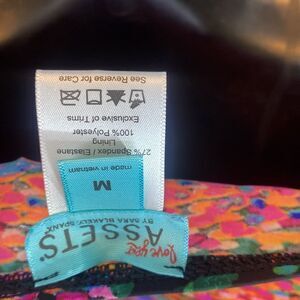 Love your
ASSETS
BY SARA BLAKELY, SPANX
M
made in vietnam
27% Spandex / Elastane
Lining
100% Polyester
Exclusive of Trims
See Reverse for Care